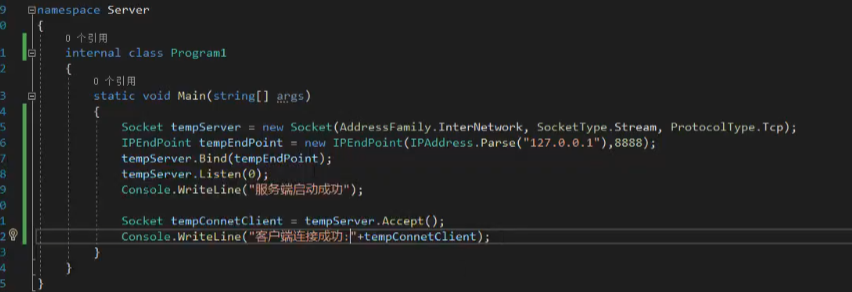 9 namespace Server
0 {
0 个引用
1 internal class Program1
2 {
0 个引用
3 static void Main(string[] args)
4 {
5 Socket tempServer = new Socket(AddressFamily.InterNetwork, SocketType.Stream, ProtocolType.Tcp);
6 IPEndPoint tempEndPoint = new IPEndPoint(IPAddress.Parse("127.0.0.1"),8888);
7 tempServer.Bind(tempEndPoint);
8 tempServer.Listen(0);
9 Console.WriteLine("服务端启动成功");
0
1 Socket tempConnetClient = tempServer.Accept();
2 Console.WriteLine("客户端连接成功:"+tempConnetClient);
3 }
4 }
5 }